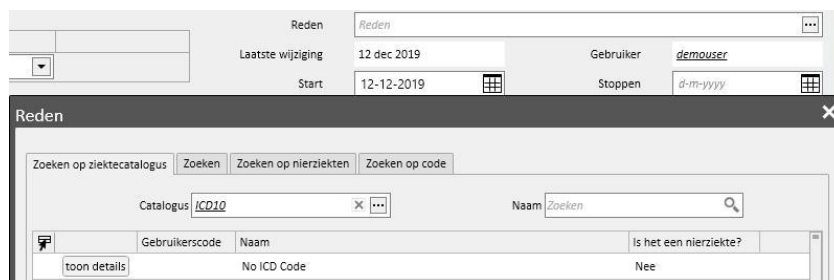 Reden Reden ...
Laatste wijziging 12 dec 2019 Gebruiker demouser
Start 12-12-2019 Stoppen d-m-yyyy
Reden
Zoeken op ziektecatalogus Zoeken Zoeken op nierziekten Zoeken op code
Catalogus ICD10 ... Naam Zoeken
Gebruikerscode Naam Is het een nierziekte?
toon details No ICD Code Nee